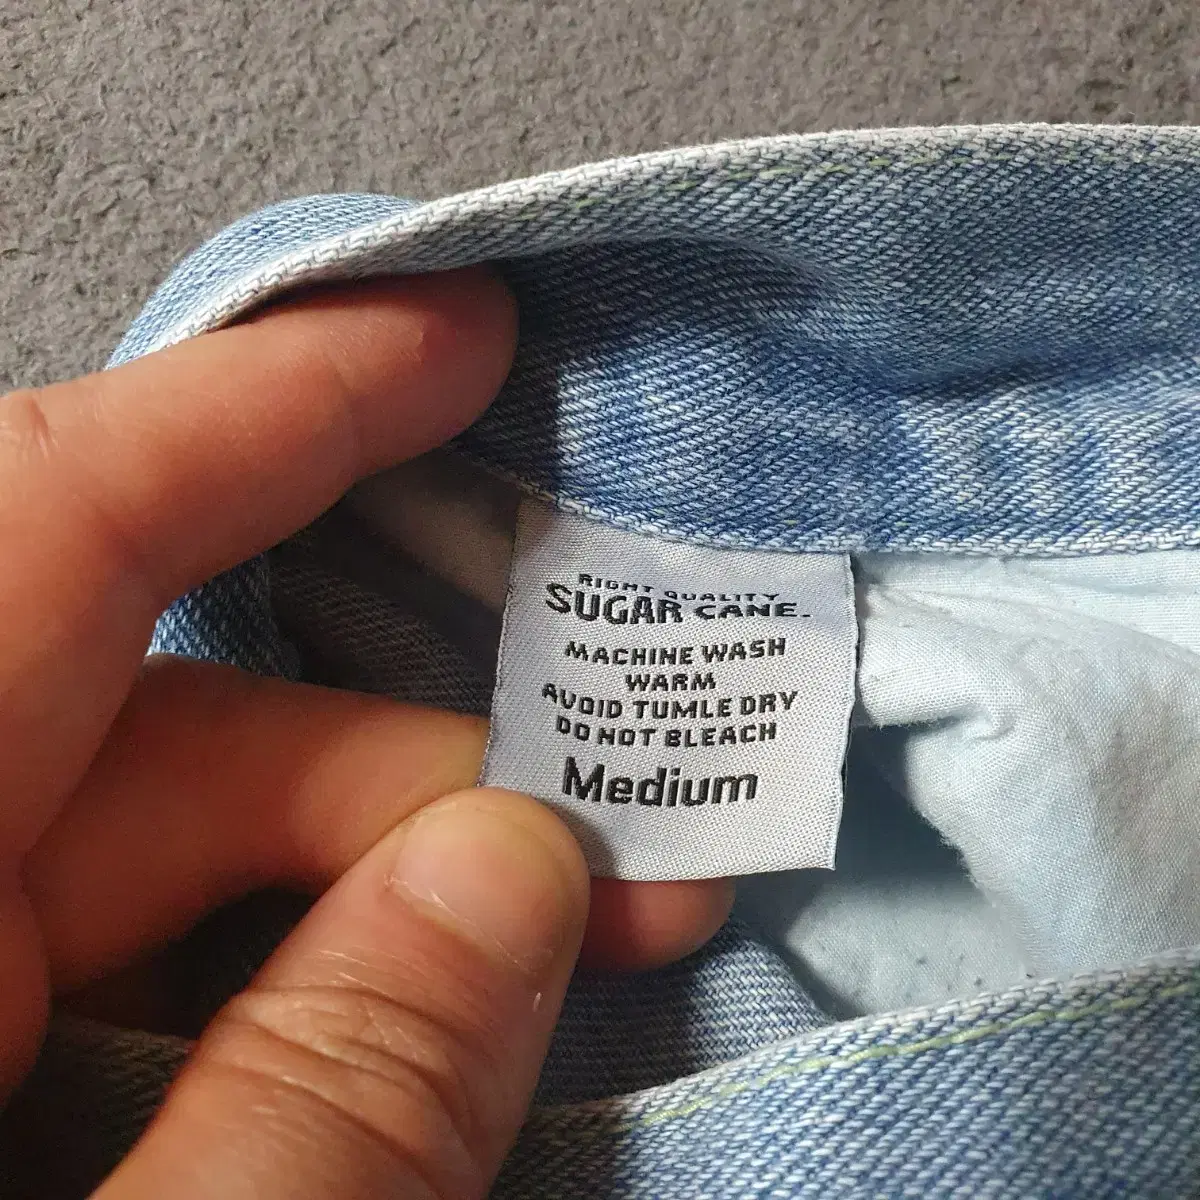 RIGHT QUALITY
SUGAR CANE.
MACHINE WASH
WARM
AVOID TUMLE DRY
DO NOT BLEACH
Medium